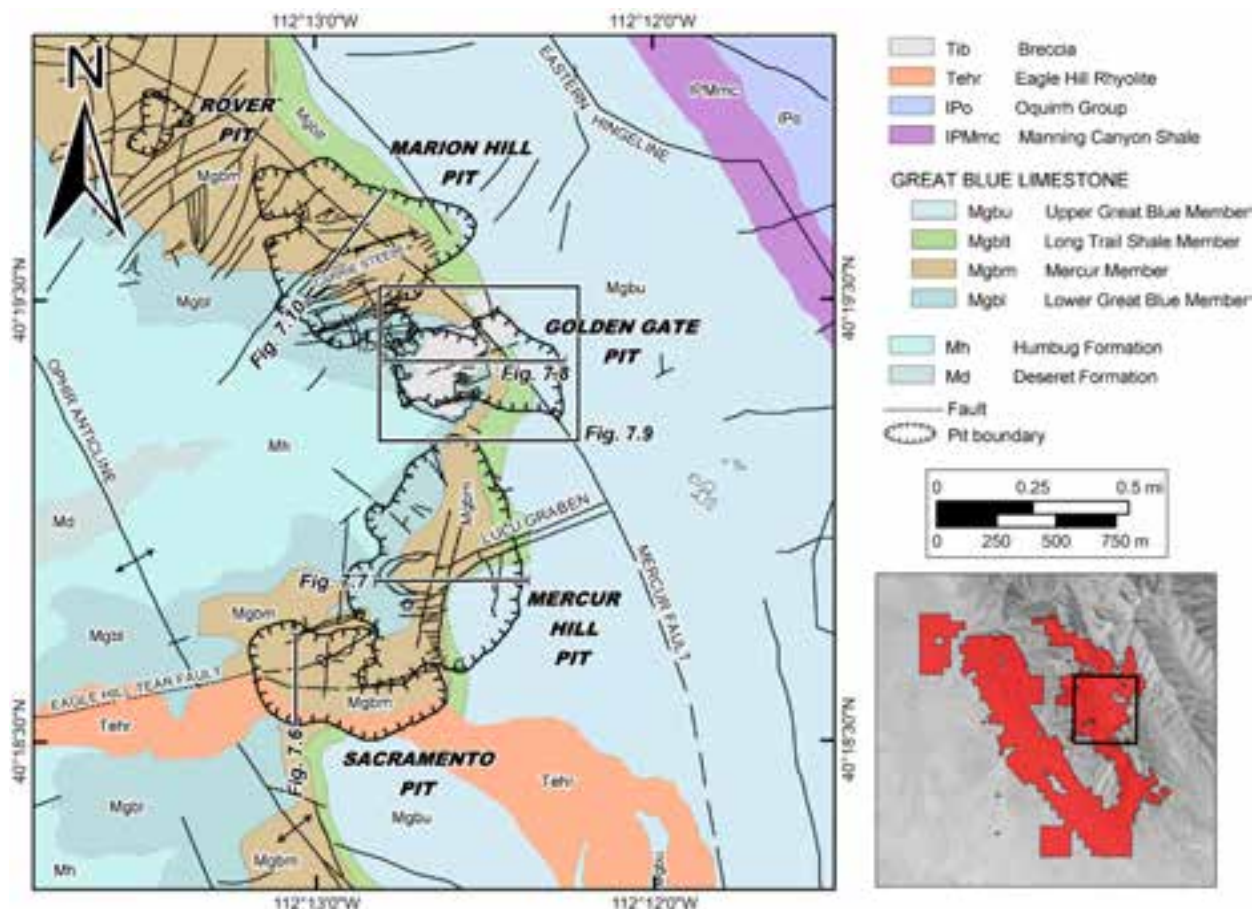 112°13'0"W
112°12'0"W
N
ROVER
PIT
Mgblt
MARION HILL
PIT
EASTERN
HINGELINE
IPMmc
IPo
Mgbm
Mgbl
Mgbu
40°19'30"N
40°19'30"N
Fig. 7.10
GOLDEN GATE
PIT
Fig. 7.8
Fig. 7.9
OPHIR ANTICLINE
Mh
Md
Mgbm
LULU GRABEN
MERCUR FAULT
Fig. 7.7
MERCUR
HILL
PIT
Mgbm
Mgbl
EAGLE HILL TEAR FAULT
Mgbm
Tehr
40°18'30"N
40°18'30"N
Fig. 7.6
SACRAMENTO
PIT
Tehr
Mgbl
Mgbu
Mgbu
Mgbm
Mh
112°13'0"W
112°12'0"W
Tib Breccia
Tehr Eagle Hill Rhyolite
IPo Oquirrh Group
IPMmc Manning Canyon Shale
GREAT BLUE LIMESTONE
Mgbu Upper Great Blue Member
Mgblt Long Trail Shale Member
Mgbm Mercur Member
Mgbl Lower Great Blue Member
Mh Humbug Formation
Md Deseret Formation
Fault
Pit boundary
0 0.25 0.5 mi
0 250 500 750 m